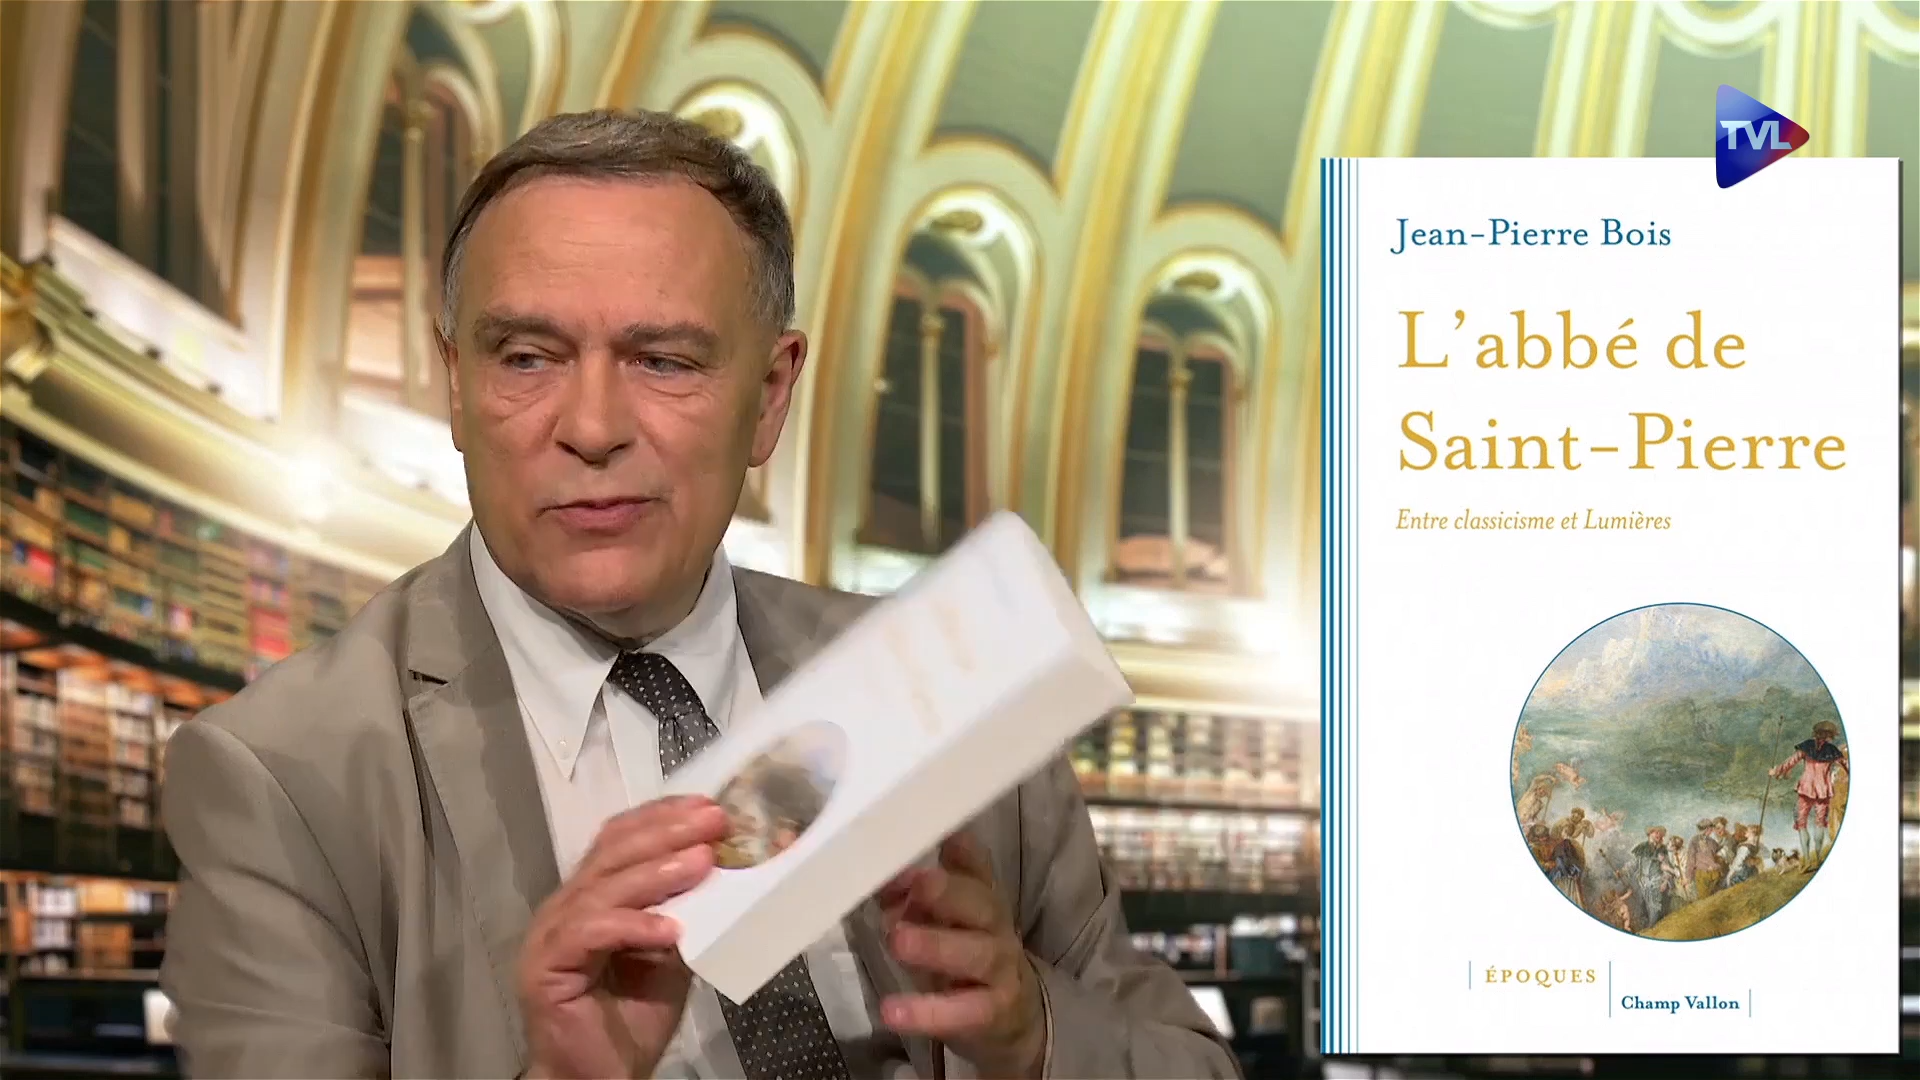 TVL
Jean-Pierre Bois
L'abbé de
Saint-Pierre
Entre classicisme et Lumières
ÉPOQUES
Champ Vallon